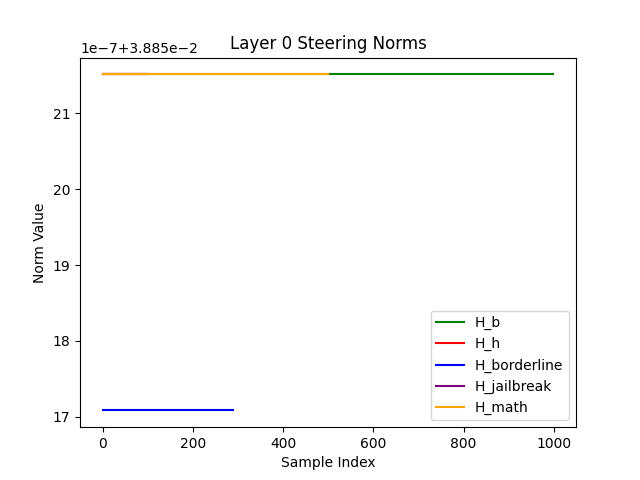 Layer 0 Steering Norms
1e−7+3.885e−2
21
20
19
18
17
Norm Value
0
200
400
600
800
1000
Sample Index
H_b
H_h
H_borderline
H_jailbreak
H_math